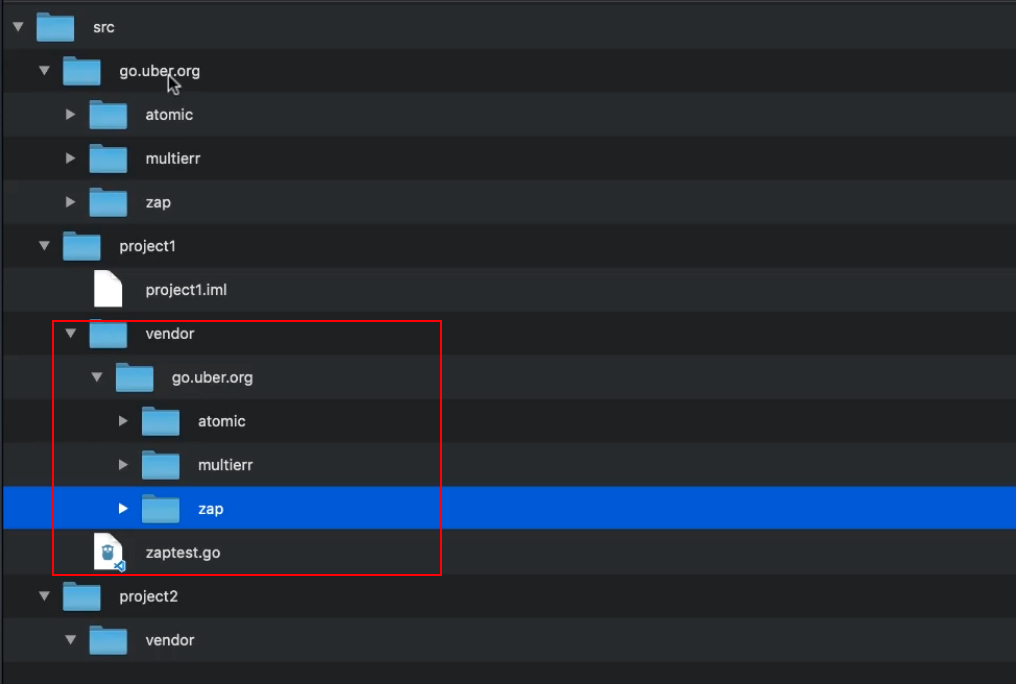 src
go.uber.org
atomic
multierr
zap
project1
project1.iml
vendor
go.uber.org
atomic
multierr
zap
zaptest.go
project2
vendor